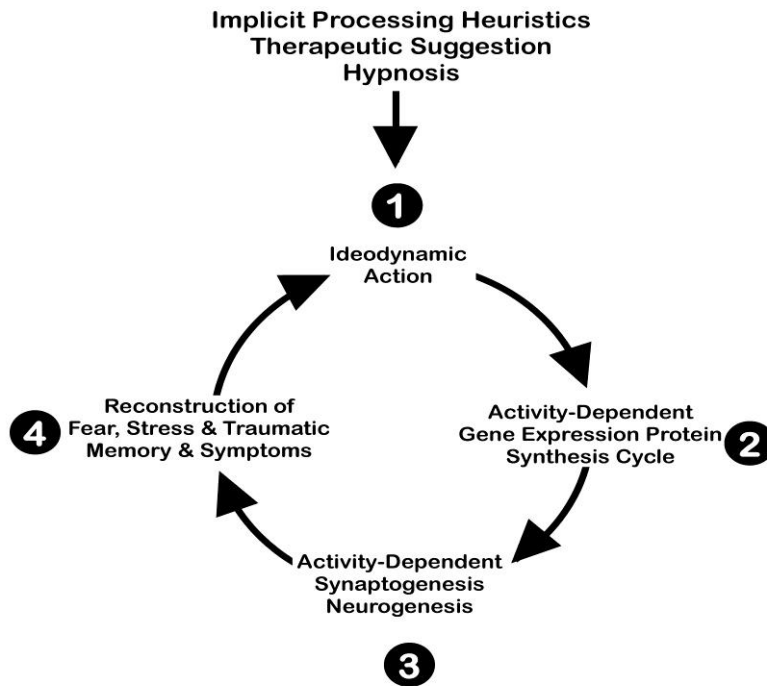 Implicit Processing Heuristics
Therapeutic Suggestion
Hypnosis
1
Ideodynamic
Action
Activity-Dependent
Gene Expression Protein
Synthesis Cycle
2
Activity-Dependent
Synaptogenesis
Neurogenesis
3
4
Reconstruction of
Fear, Stress & Traumatic
Memory & Symptoms